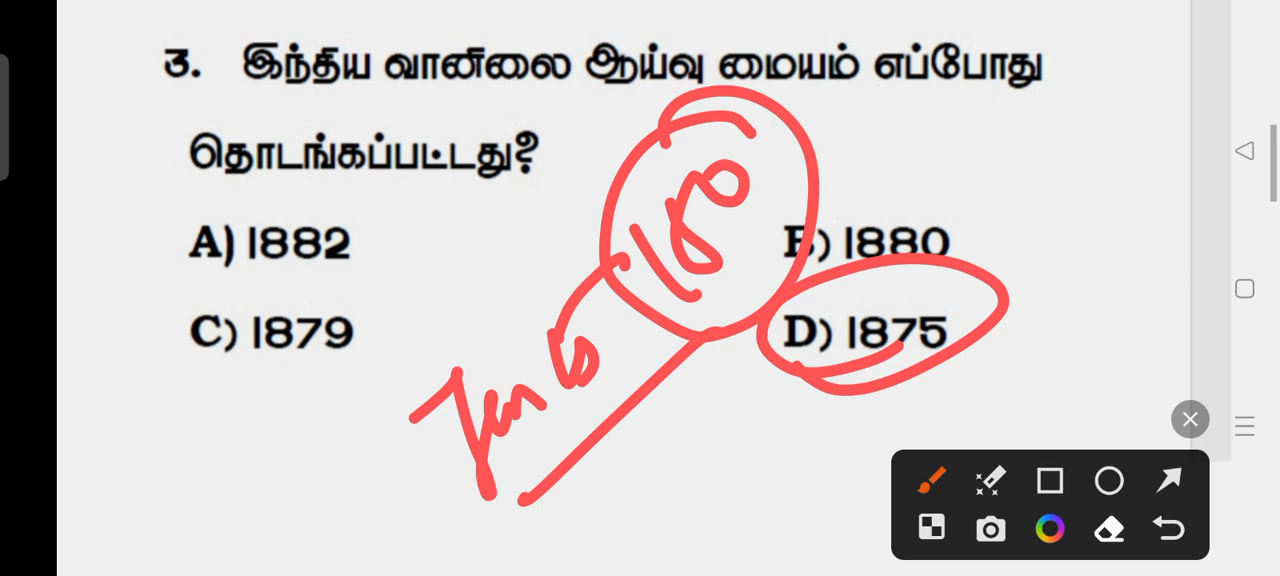 3. இந்திய வானிலை ஆய்வு மையம் எப்போது
தொடங்கப்பட்டது?
A) 1882
B) 1880
C) 1879
D) 1875